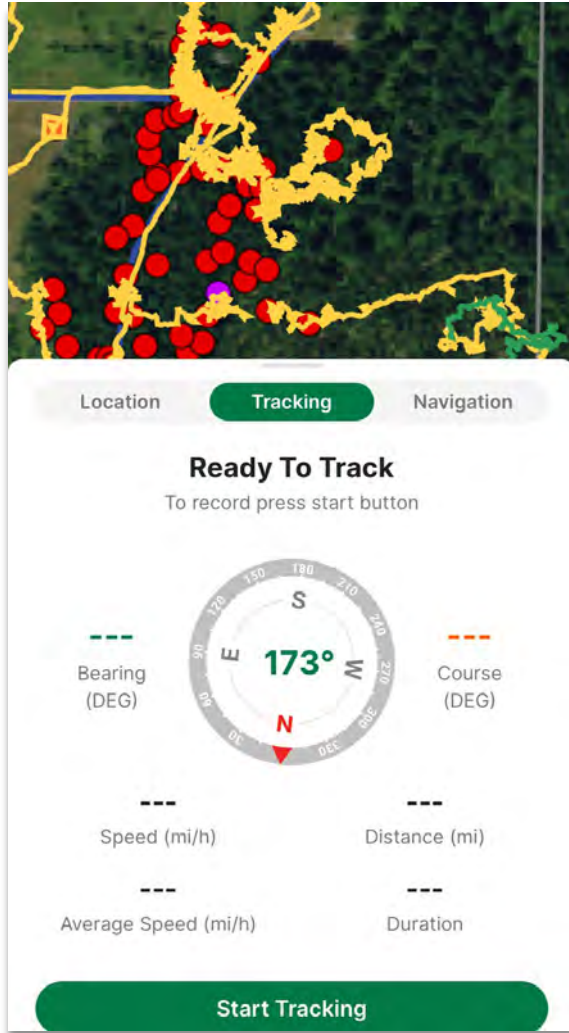 Location Tracking Navigation
Ready To Track
To record press start button
150 180 210
120 S 240
---
---
90 E 173° W 270
Bearing
(DEG)
Course
(DEG)
60 N 300
30 330
---
---
Speed (mi/h) Distance (mi)
---
---
Average Speed (mi/h) Duration
Start Tracking